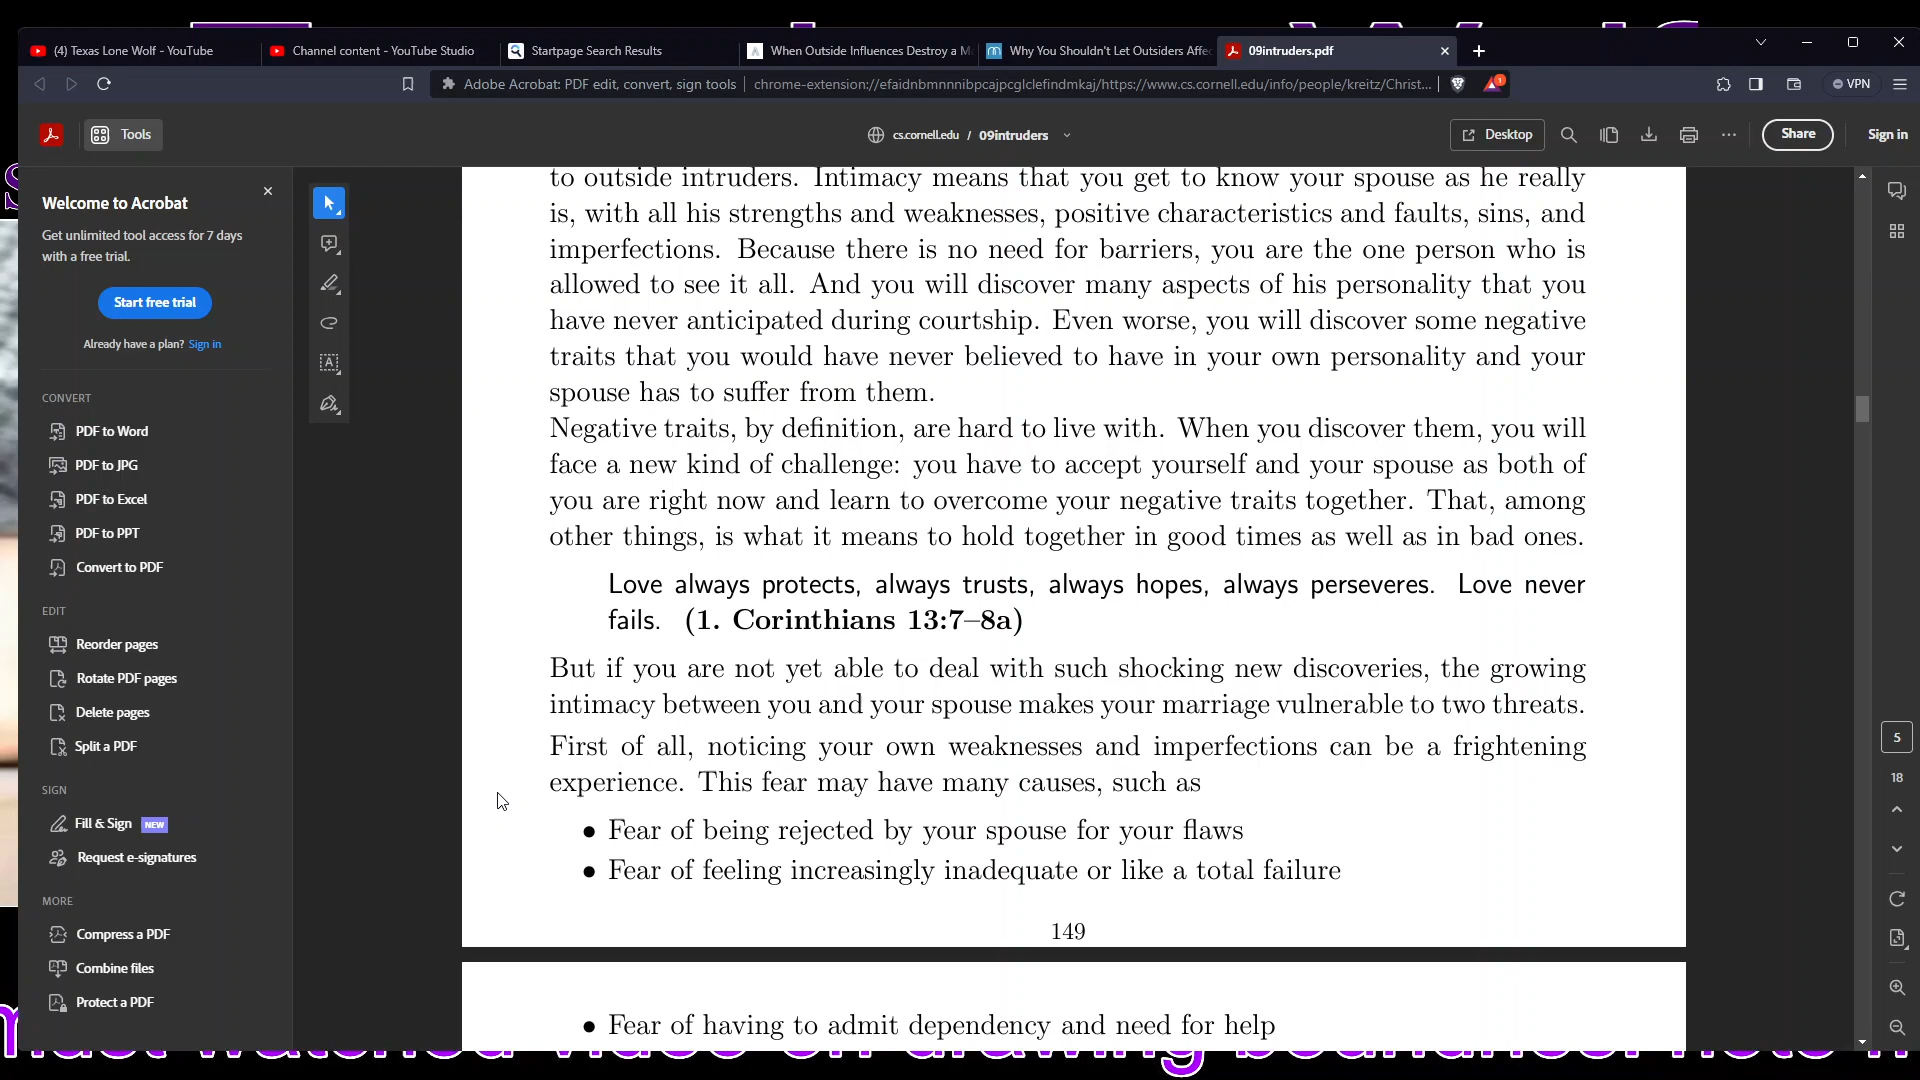 (4) Texas Lone Wolf - YouTube
Channel content - YouTube Studio
Startpage Search Results
When Outside Influences Destroy a M
Why You Shouldn't Let Outsiders Affe
09intruders.pdf
Adobe Acrobat: PDF edit, convert, sign tools
chrome-extension://efaidnbmnnnibpcajpcglclefindmkaj/https://www.cs.cornell.edu/info/people/kreitz/Christ...
1
VPN
Tools
cs.cornell.edu / 09intruders
Desktop
Share
Sign in
Welcome to Acrobat
Get unlimited tool access for 7 days
with a free trial.
Start free trial
Already have a plan? Sign in
CONVERT
PDF to Word
PDF to JPG
PDF to Excel
PDF to PPT
Convert to PDF
EDIT
Reorder pages
Rotate PDF pages
Delete pages
Split a PDF
SIGN
Fill & Sign NEW
Request e-signatures
MORE
Compress a PDF
Combine files
Protect a PDF
to outside intruders. Intimacy means that you get to know your spouse as he really
is, with all his strengths and weaknesses, positive characteristics and faults, sins, and
imperfections. Because there is no need for barriers, you are the one person who is
allowed to see it all. And you will discover many aspects of his personality that you
have never anticipated during courtship. Even worse, you will discover some negative
traits that you would have never believed to have in your own personality and your
spouse has to suffer from them.
Negative traits, by definition, are hard to live with. When you discover them, you will
face a new kind of challenge: you have to accept yourself and your spouse as both of
you are right now and learn to overcome your negative traits together. That, among
other things, is what it means to hold together in good times as well as in bad ones.
Love always protects, always trusts, always hopes, always perseveres. Love never
fails. (1. Corinthians 13:7–8a)
But if you are not yet able to deal with such shocking new discoveries, the growing
intimacy between you and your spouse makes your marriage vulnerable to two threats.
First of all, noticing your own weaknesses and imperfections can be a frightening
experience. This fear may have many causes, such as
• Fear of being rejected by your spouse for your flaws
• Fear of feeling increasingly inadequate or like a total failure
149
• Fear of having to admit dependency and need for help
5
18